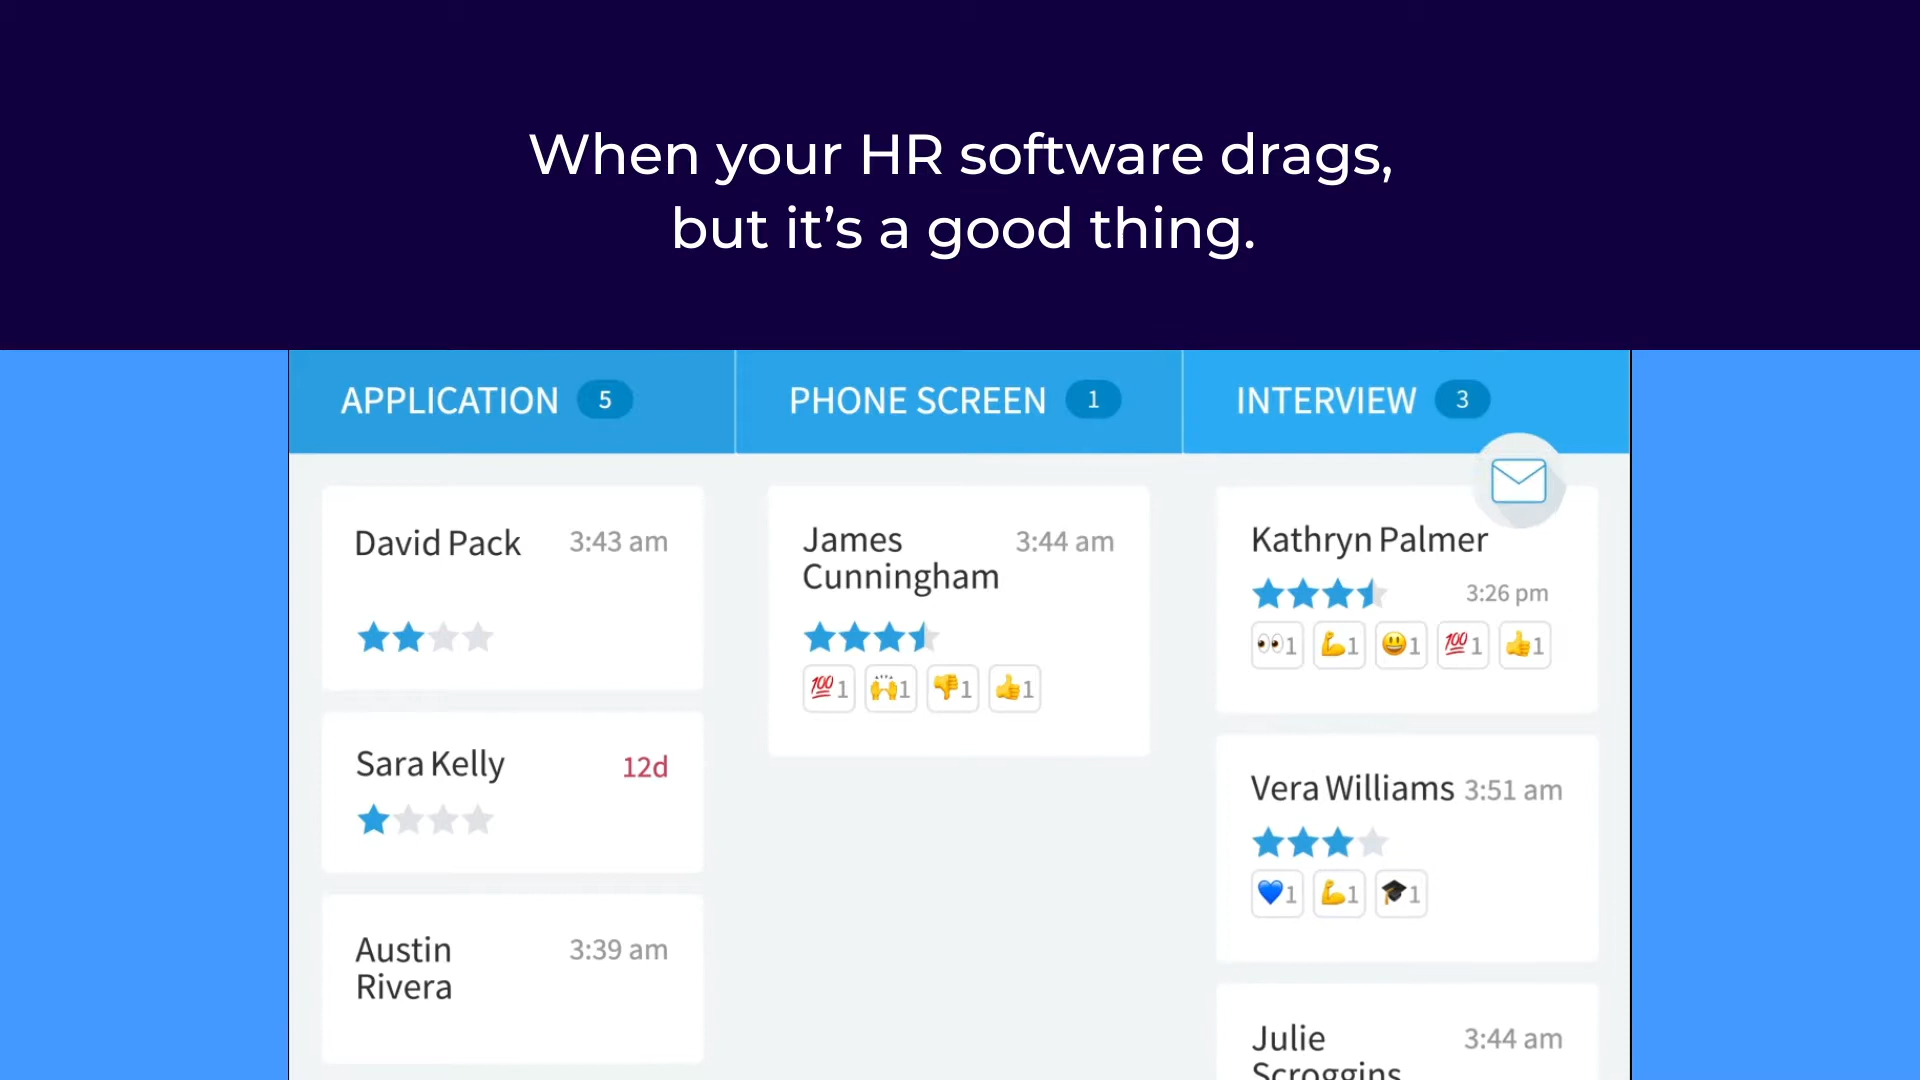 When your HR software drags,
but it’s a good thing.
APPLICATION 5
PHONE SCREEN 1
INTERVIEW 3
David Pack 3:43 am
Sara Kelly 12d
Austin 3:39 am
Rivera
James 3:44 am
Cunningham
💯1 🙌1 👎1 👍1
Kathryn Palmer
3:26 pm
👀1 💪1 😃1 💯1 👍1
Vera Williams 3:51 am
💙1 💪1 🎓1
Julie 3:44 am
Scroggins